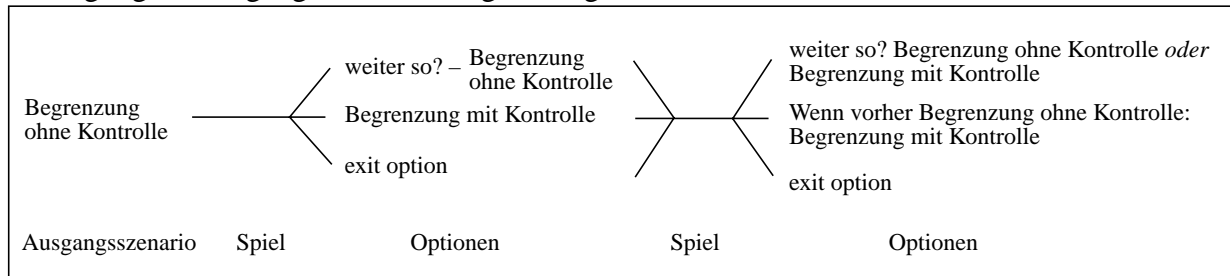 weiter so? – Begrenzung
ohne Kontrolle
weiter so? Begrenzung ohne Kontrolle oder
Begrenzung mit Kontrolle
Begrenzung
ohne Kontrolle
Begrenzung mit Kontrolle
Wenn vorher Begrenzung ohne Kontrolle:
Begrenzung mit Kontrolle
exit option
exit option
Ausgangsszenario Spiel Optionen Spiel Optionen